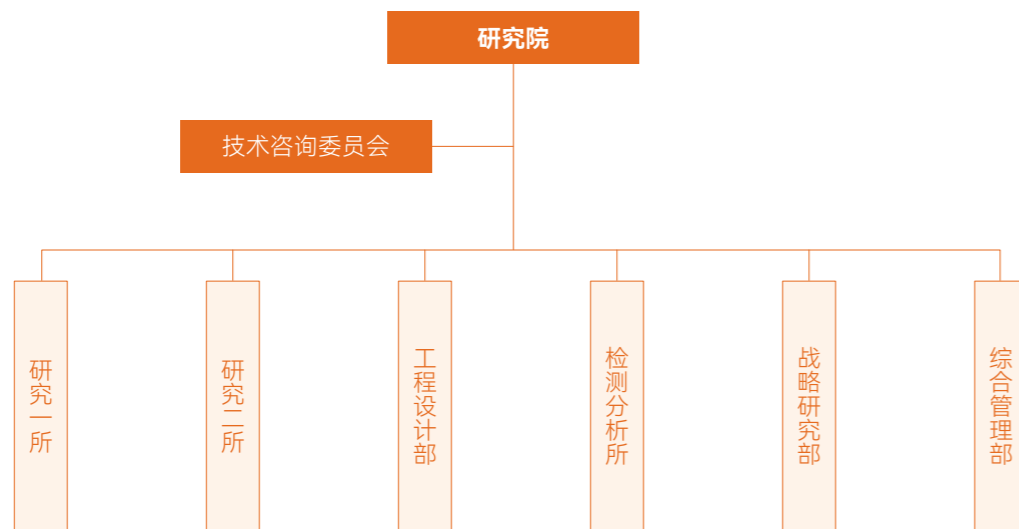 研究院
技术咨询委员会
研究一所
研究二所
工程设计部
检测分析所
战略研究部
综合管理部